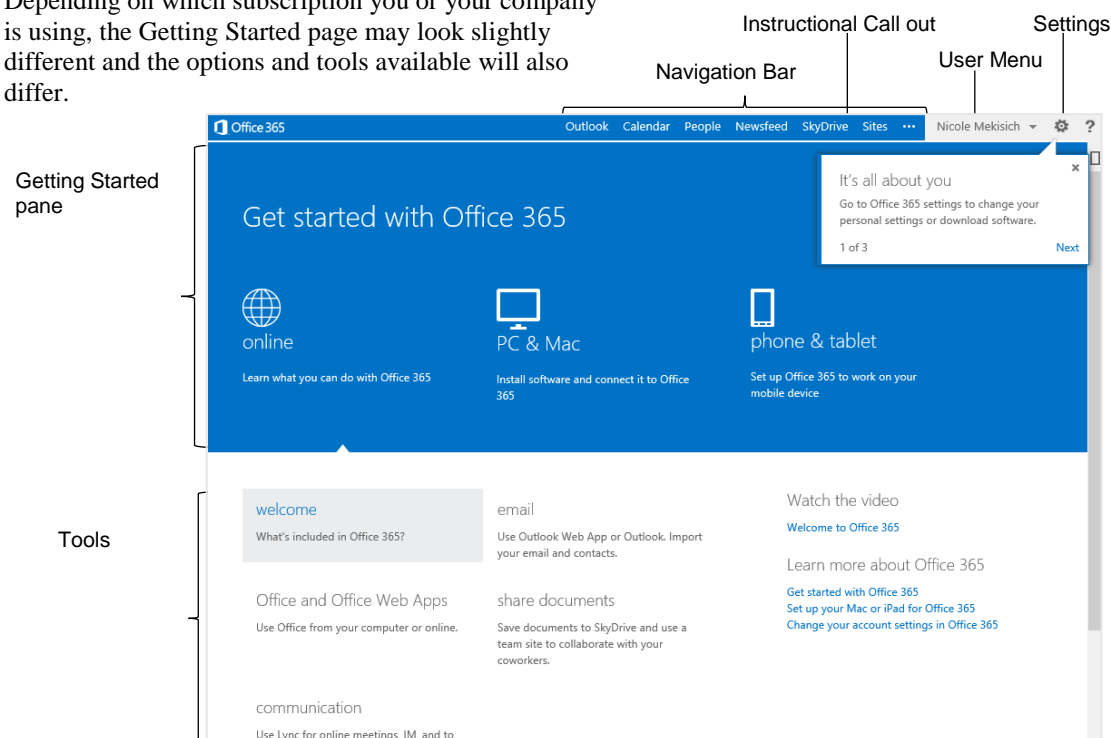 Depending on which subscription you or your company
is using, the Getting Started page may look slightly
different and the options and tools available will also
differ.
Instructional Call out
Settings
Navigation Bar
User Menu
Office 365
Outlook Calendar People Newsfeed SkyDrive Sites ••• Nicole Mekisich ?
Getting Started
pane
It's all about you
Go to Office 365 settings to change your
personal settings or download software.
1 of 3 Next
Get started with Office 365
online
Learn what you can do with Office 365
PC & Mac
Install software and connect it to Office
365
phone & tablet
Set up Office 365 to work on your
mobile device
Tools
welcome
What's included in Office 365?
email
Use Outlook Web App or Outlook. Import
your email and contacts.
Watch the video
Welcome to Office 365
Learn more about Office 365
Get started with Office 365
Set up your Mac or iPad for Office 365
Change your account settings in Office 365
Office and Office Web Apps
Use Office from your computer or online.
share documents
Save documents to SkyDrive and use a
team site to collaborate with your
coworkers.
communication
Use Lync for online meetings, IM, and to